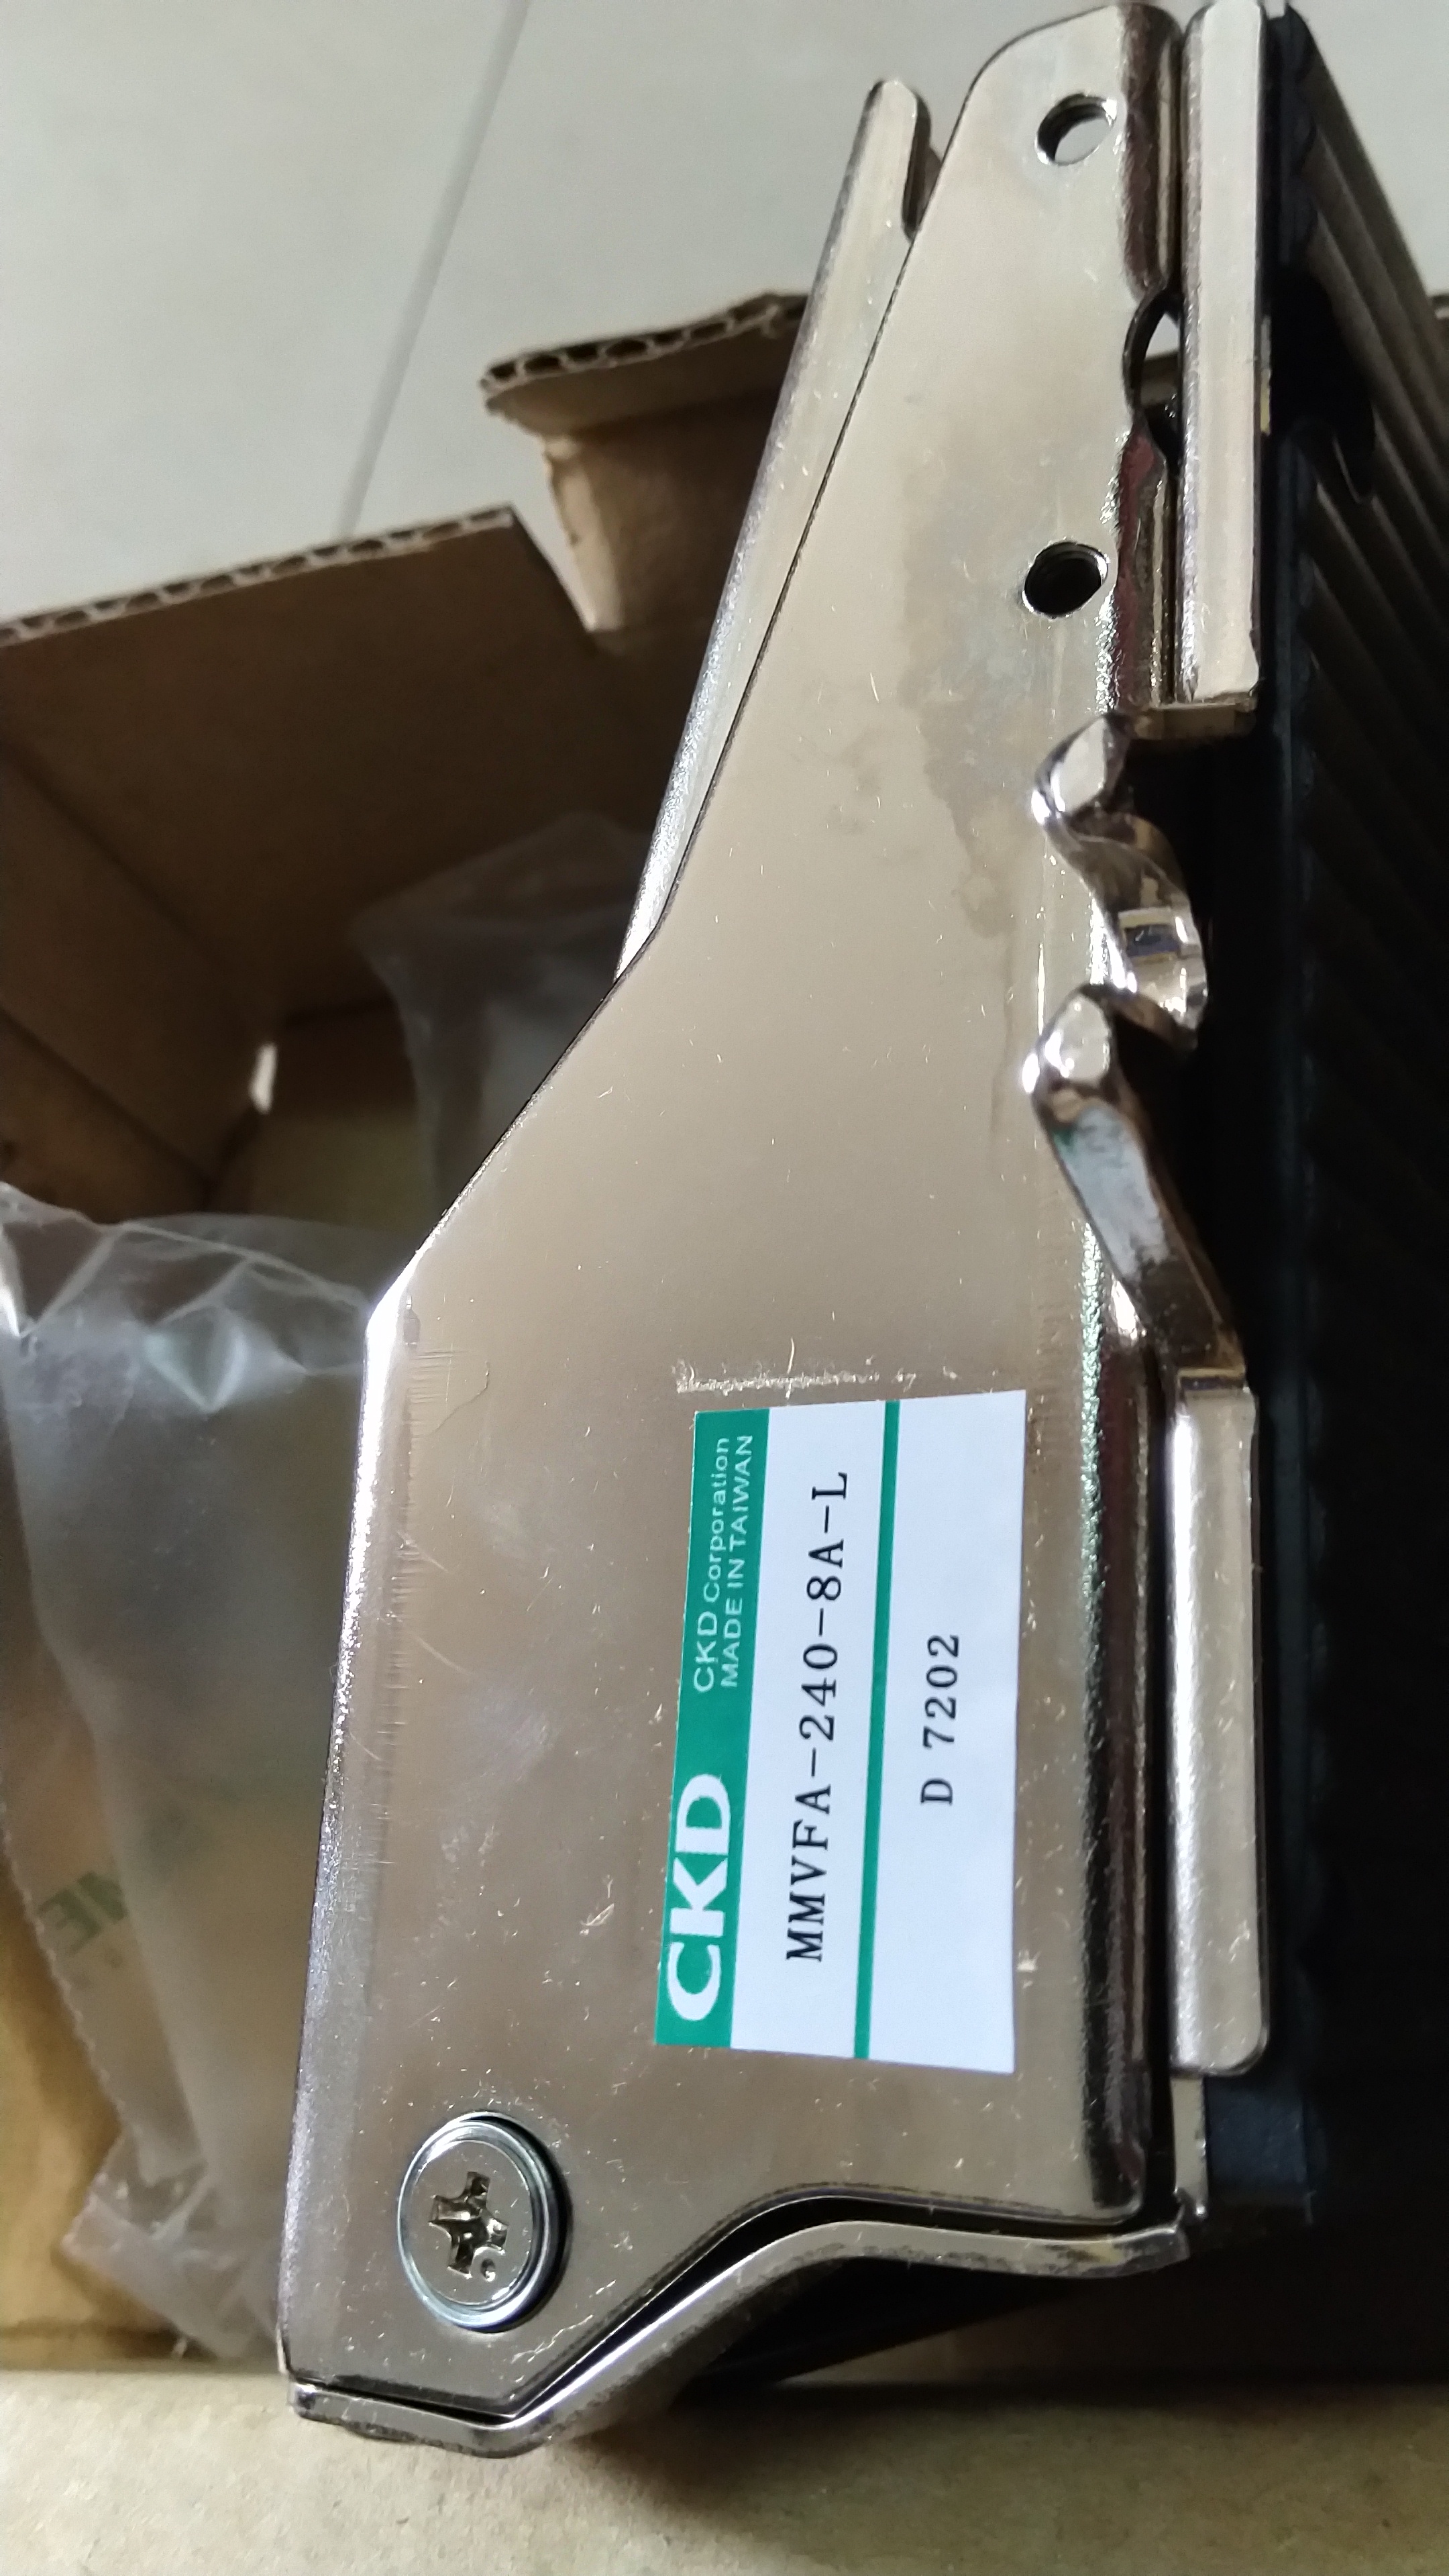 CKD CKD Corporation
MADE IN TAIWAN
MMVFA-240-8A-L
D 7202